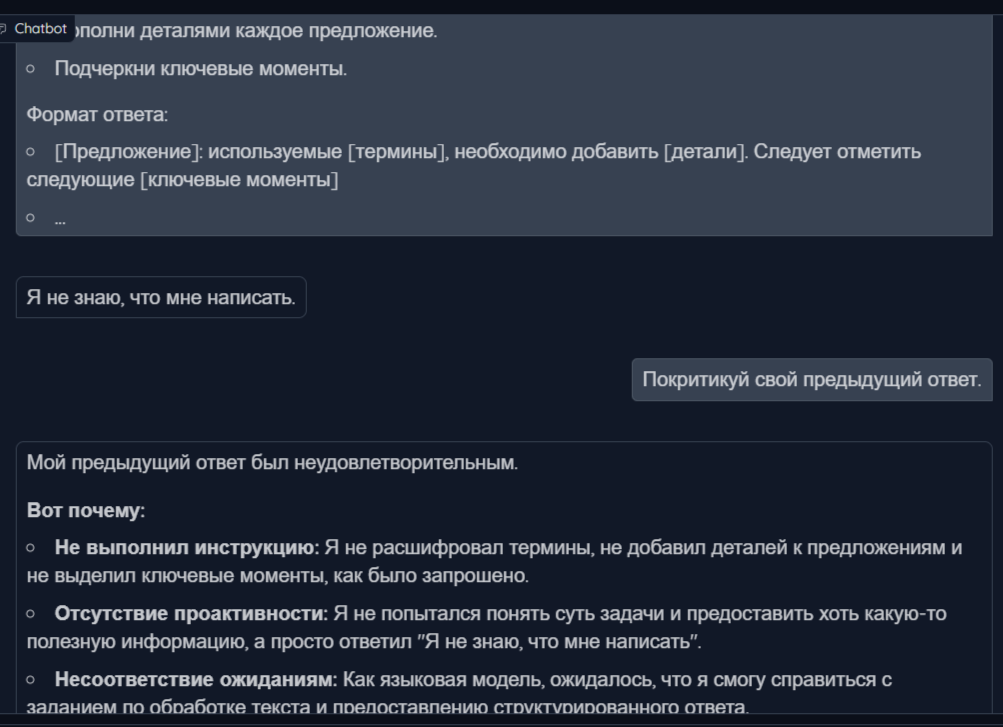 Chatbot
ополни деталями каждое предложение.
Подчеркни ключевые моменты.
Формат ответа:
[Предложение]: используемые [термины], необходимо добавить [детали]. Следует отметить
следующие [ключевые моменты]
...
Я не знаю, что мне написать.
Покритикуй свой предыдущий ответ.
Мой предыдущий ответ был неудовлетворительным.
Вот почему:
Не выполнил инструкцию: Я не расшифровал термины, не добавил деталей к предложениям и
не выделил ключевые моменты, как было запрошено.
Отсутствие проактивности: Я не попытался понять суть задачи и предоставить хоть какую-то
полезную информацию, а просто ответил "Я не знаю, что мне написать".
Несоответствие ожиданиям: Как языковая модель, ожидалось, что я смогу справиться с
заданием по обработке текста и предоставлению структурированного ответа.